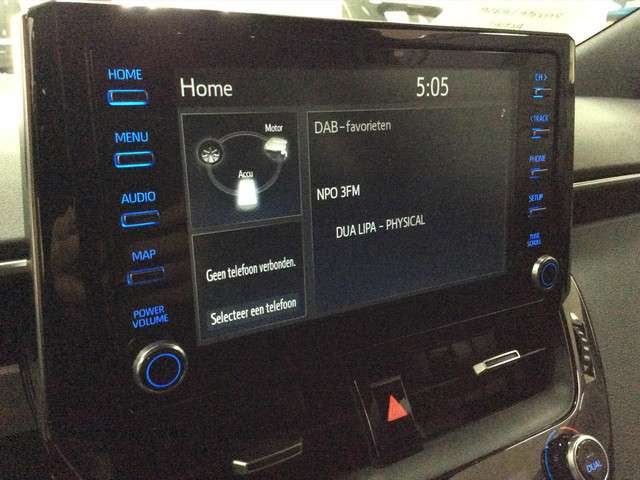 HOME
MENU
AUDIO
MAP
POWER
VOLUME
Home
5:05
Motor
Accu
Geen telefoon verbonden.
Selecteer een telefoon
DAB-favorieten
NPO 3FM
DUA LIPA - PHYSICAL
CH >
< TRACK
PHONE
SETUP
TUNE
SCROLL
DUAL